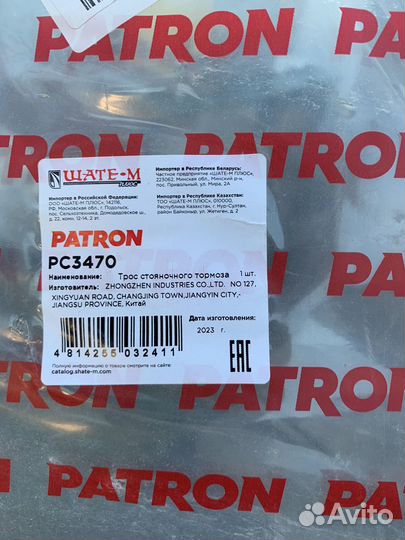 PATRON
PATRON
ШАТЕ-М
ПЛЮС
Импортер в Российской Федерации:
ООО «ШАТЕ-М ПЛЮС», 142116,
РФ, Московская обл., г. Подольск,
пос. Сельхозтехника, Домодедовское ш.,
д. 22, комн. 12-14, 2 эт.
Импортер в Республике Беларусь:
Частное предприятие «ШАТЕ-М ПЛЮС»,
223062, Минская обл., Минский р-н,
пос. Привольный, ул. Мира, 2А
Импортер в Республике Казахстан:
ТОО «ШАТЕ-М ПЛЮС», 010000,
Республика Казахстан, г. Нур-Султан,
район Байконыр, ул. Жетиген, д. 2
PATRON
PC3470
Наименование: Трос стояночного тормоза 1 шт.
Изготовитель: ZHONGZHEN INDUSTRIES CO.,LTD. NO 127,
XINGYUAN ROAD, CHANGJING TOWN,JIANGYIN CITY,-
JIANGSU PROVINCE, Китай
Дата изготовления:
2023 г.
4 814255 032411
EAC
Полную информацию о товаре смотрите на сайте:
catalog.shate-m.com
PATRON
PATRON
PATRON
PATRON
PATRON
Avito